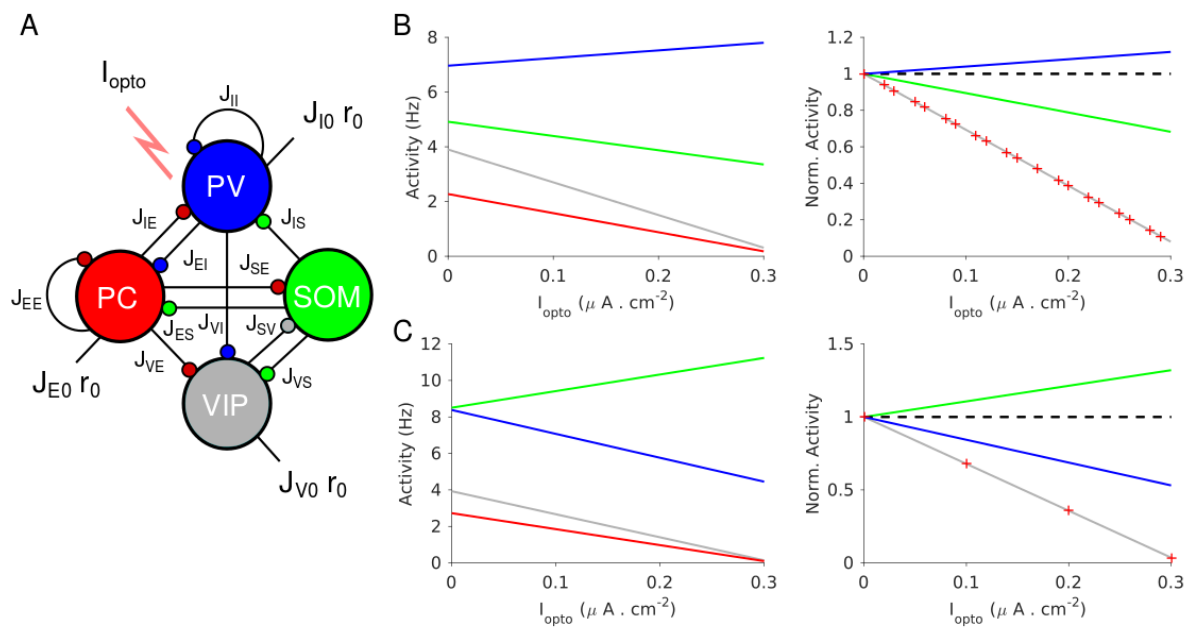 A
I_opto
J_II
J_I0 r_0
PV
J_IE
J_IS
J_EI
J_SE
PC
SOM
J_EE
J_ES
J_VI
J_SV
J_VE
J_VS
J_E0 r_0
VIP
J_V0 r_0
B
Activity (Hz)
8
6
4
2
0
0 0.1 0.2 0.3
I_opto (μ A . cm⁻²)
Norm. Activity
1.2
1
0.8
0.6
0.4
0.2
0
0 0.1 0.2 0.3
I_opto (μ A . cm⁻²)
C
Activity (Hz)
12
10
8
6
4
2
0
0 0.1 0.2 0.3
I_opto (μ A . cm⁻²)
Norm. Activity
1.5
1
0.5
0
0 0.1 0.2 0.3
I_opto (μ A . cm⁻²)